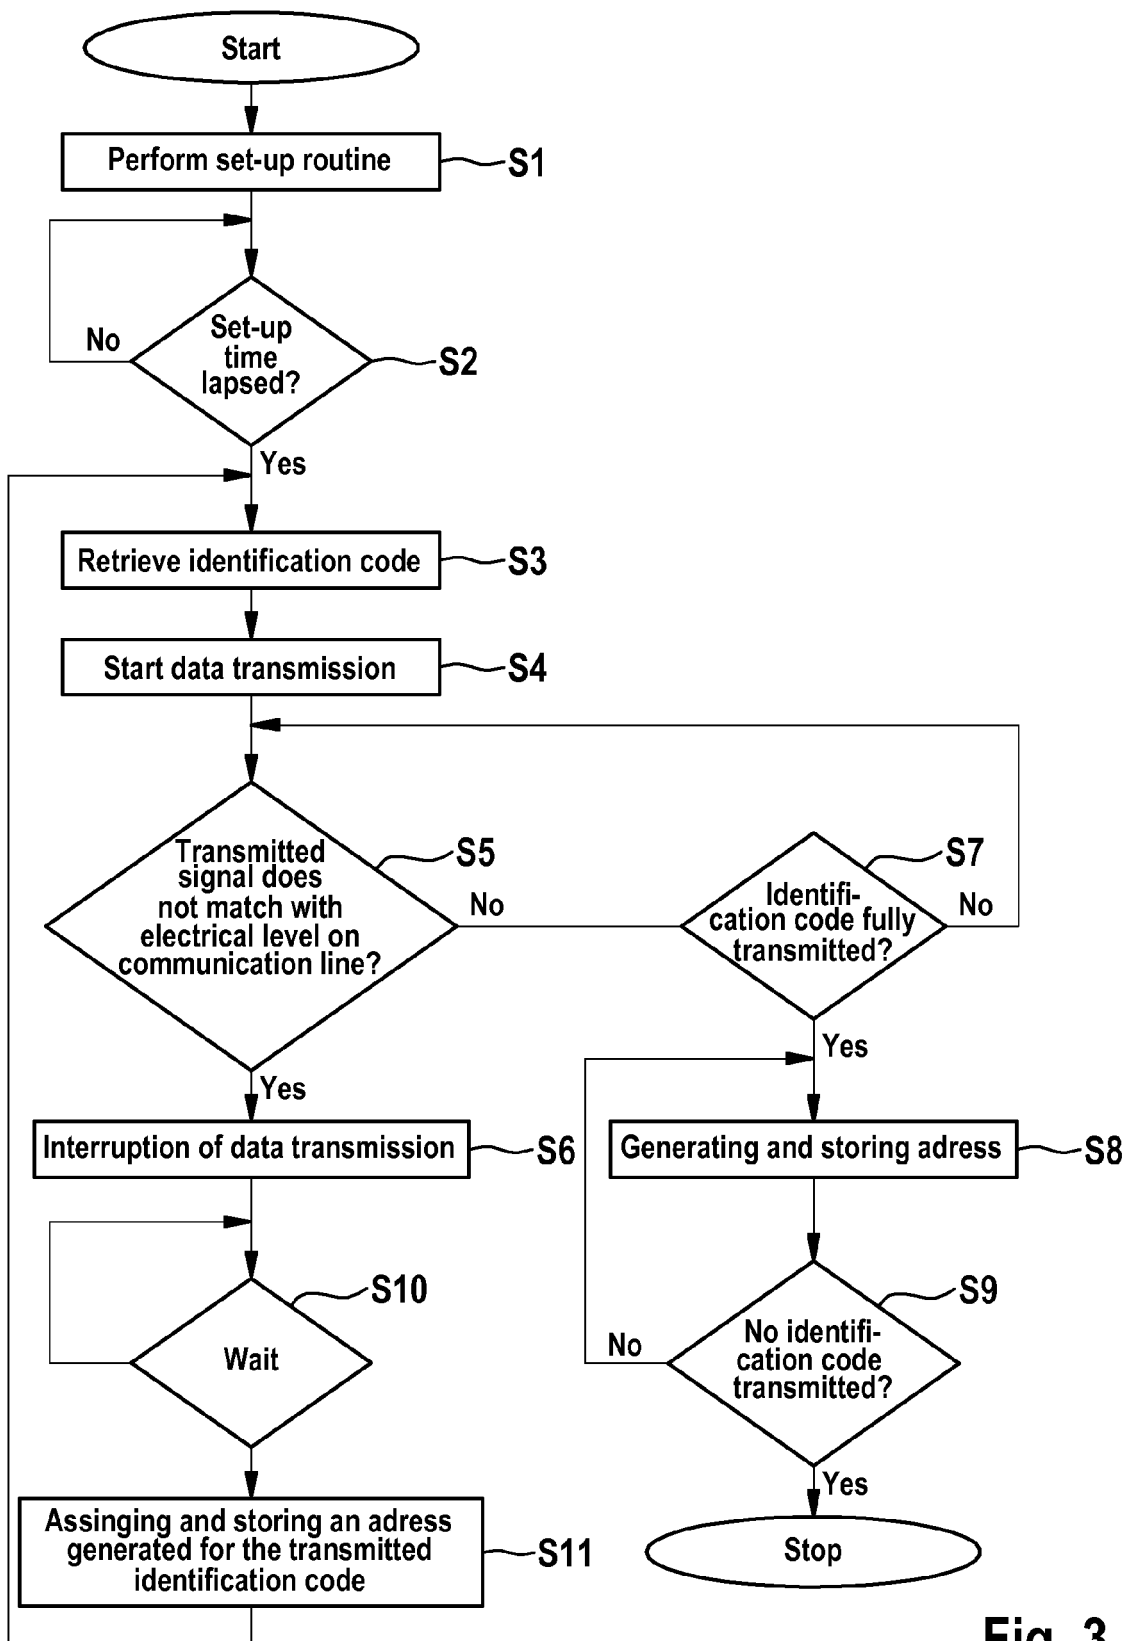 Start
Perform set-up routine
S1
Set-up
time
lapsed?
No
S2
Yes
Retrieve identification code
S3
Start data transmission
S4
Transmitted
signal does
not match with
electrical level on
communication line?
S5
No
Identifi-
cation code fully
transmitted?
S7
No
Yes
Yes
Interruption of data transmission
S6
Generating and storing adress
S8
Wait
S10
No identifi-
cation code
transmitted?
S9
No
Yes
Assinging and storing an adress
generated for the transmitted
identification code
S11
Stop
Fig. 3